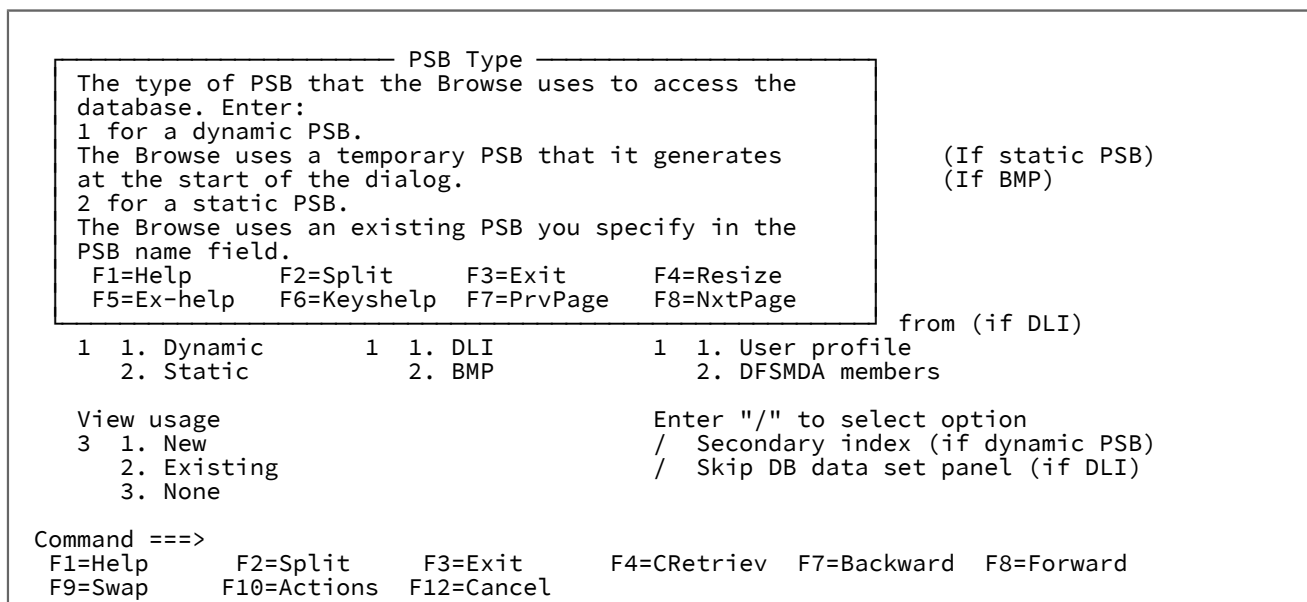 PSB Type
The type of PSB that the Browse uses to access the
database. Enter:
1 for a dynamic PSB.
The Browse uses a temporary PSB that it generates (If static PSB)
at the start of the dialog. (If BMP)
2 for a static PSB.
The Browse uses an existing PSB you specify in the
PSB name field.
F1=Help F2=Split F3=Exit F4=Resize
F5=Ex-help F6=Keyshelp F7=PrvPage F8=NxtPage
from (if DLI)
1 1. Dynamic 1 1. DLI 1 1. User profile
2. Static 2. BMP 2. DFSMDA members
View usage Enter "/" to select option
3 1. New / Secondary index (if dynamic PSB)
2. Existing / Skip DB data set panel (if DLI)
3. None
Command ===>
F1=Help F2=Split F3=Exit F4=CRetriev F7=Backward F8=Forward
F9=Swap F10=Actions F12=Cancel